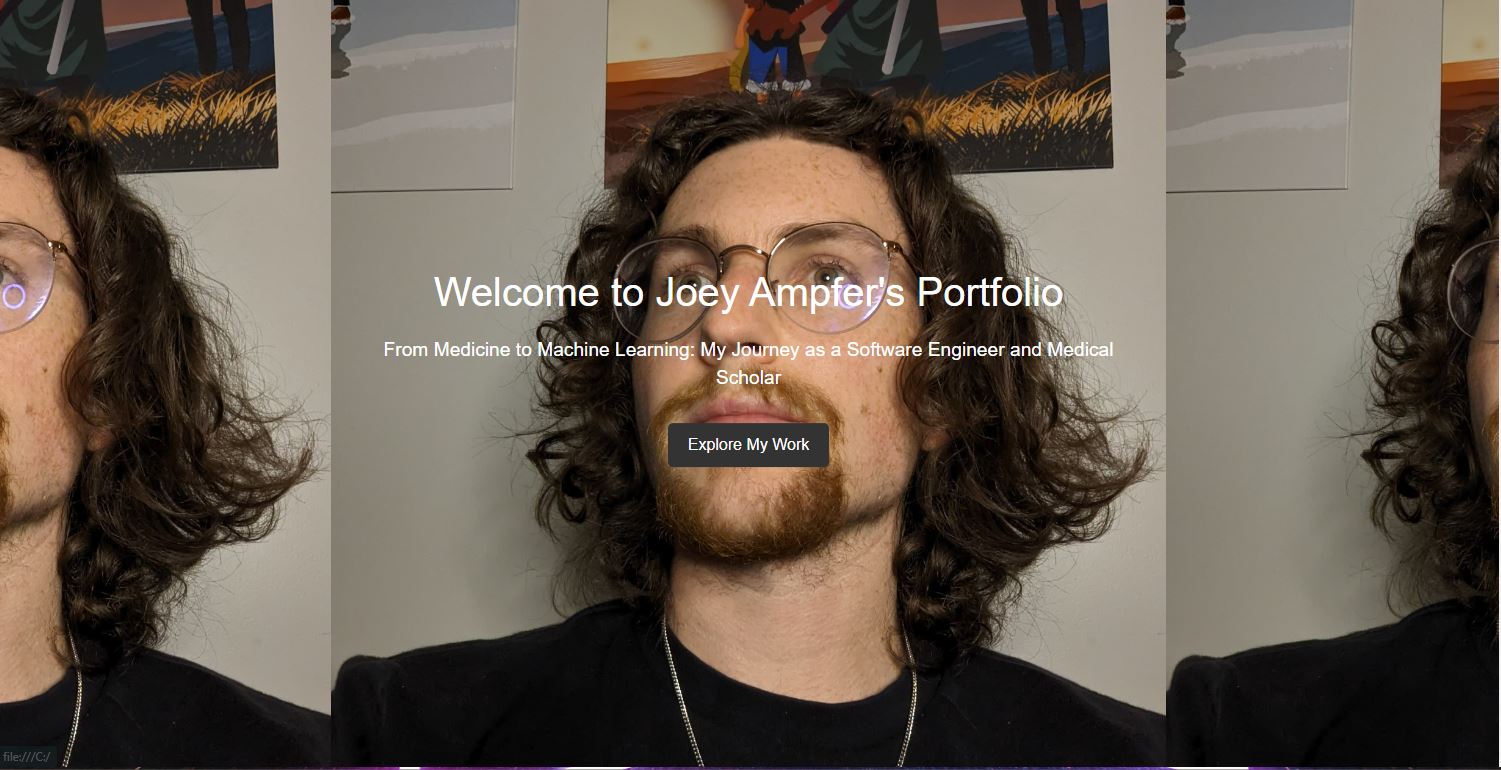 Welcome to Joey Ampfer's Portfolio
From Medicine to Machine Learning: My Journey as a Software Engineer and Medical
Scholar
Explore My Work
file:///C:/